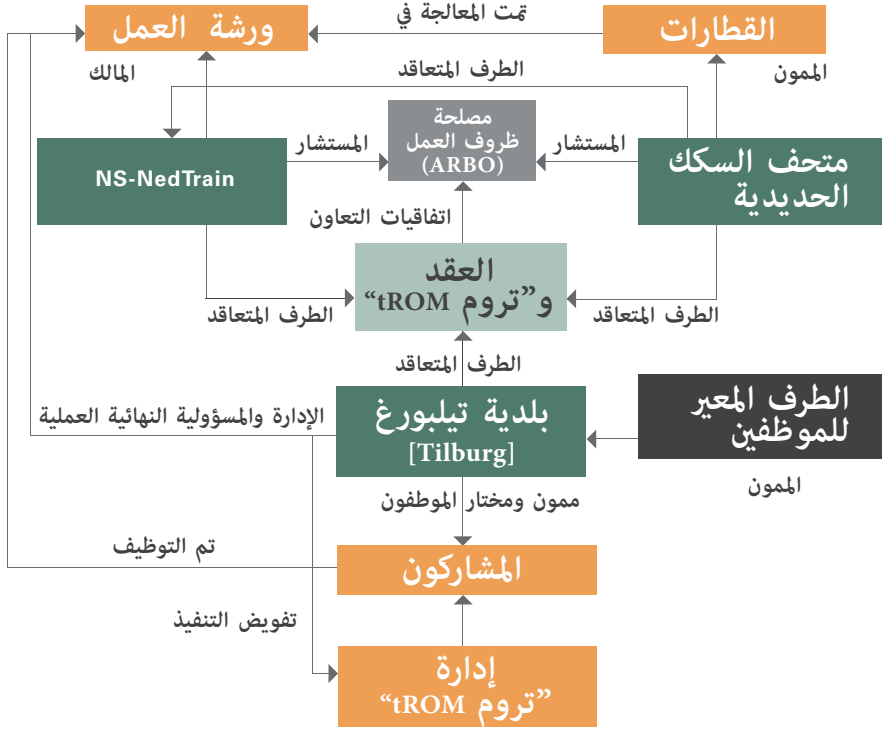 القطارات
تمت المعالجة في
ورشة العمل
الممون
الطرف المتعاقد
المالك
متحف السكك
الحديدية
المستشار
مصلحة
ظروف العمل
(ARBO)
المستشار
NS-NedTrain
اتفاقيات التعاون
العقد
و”تروم tROM“
الطرف المتعاقد
الطرف المتعاقد
الطرف المتعاقد
الطرف المعير
للموظفين
الممون
بلدية تيلبورغ
[Tilburg]
الإدارة والمسؤولية النهائية العملية
ممون ومختار الموطفون
تم التوظيف
المشاركون
تفويض التنفيذ
إدارة
”تروم tROM“